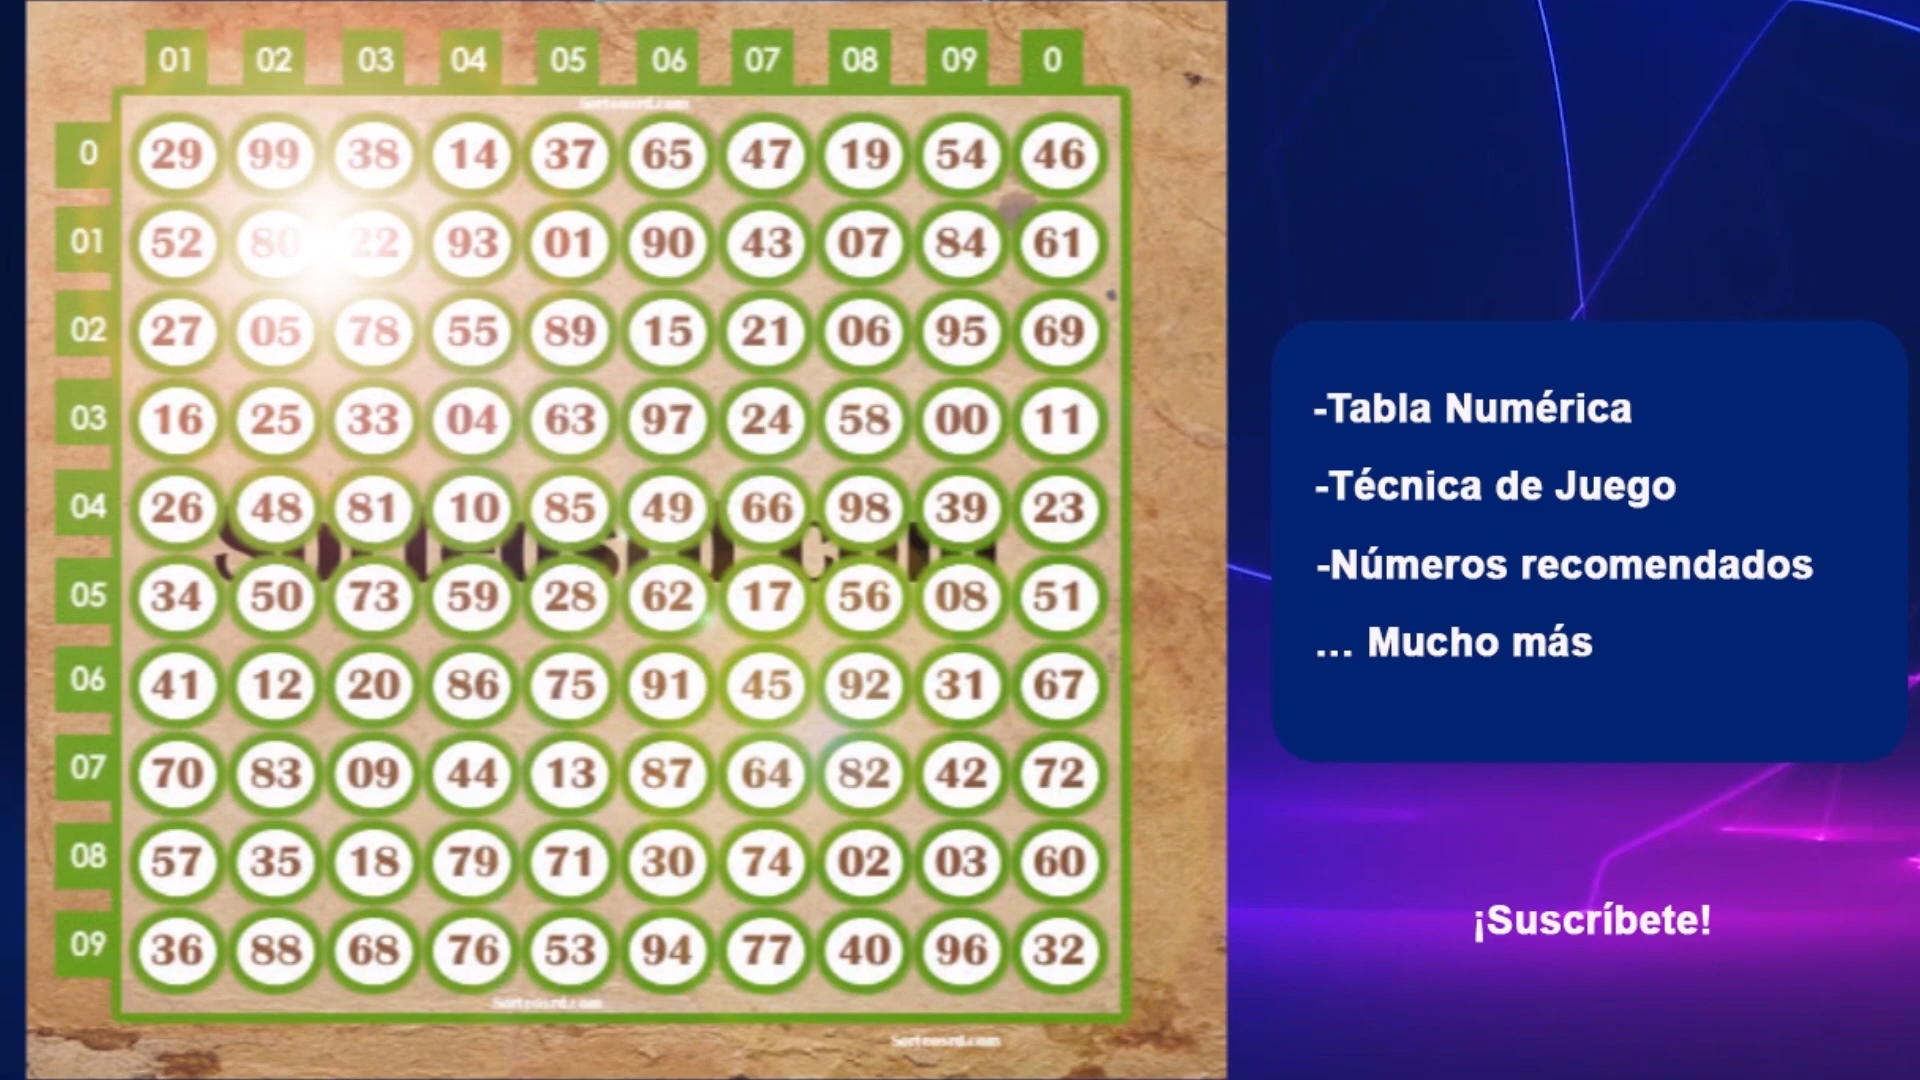 01 02 03 04 05 06 07 08 09 0
Sorteosrd.com
0 29 99 38 14 37 65 47 19 54 46
01 52 80 22 93 01 90 43 07 84 61
02 27 05 78 55 89 15 21 06 95 69
03 16 25 33 04 63 97 24 58 00 11
04 26 48 81 10 85 49 66 98 39 23
05 34 50 73 59 28 62 17 56 08 51
06 41 12 20 86 75 91 45 92 31 67
07 70 83 09 44 13 87 64 82 42 72
08 57 35 18 79 71 30 74 02 03 60
09 36 88 68 76 53 94 77 40 96 32
Sorteosrd.com
Sorteosrd.com
-Tabla Numérica
-Técnica de Juego
-Números recomendados
... Mucho más
¡Suscríbete!